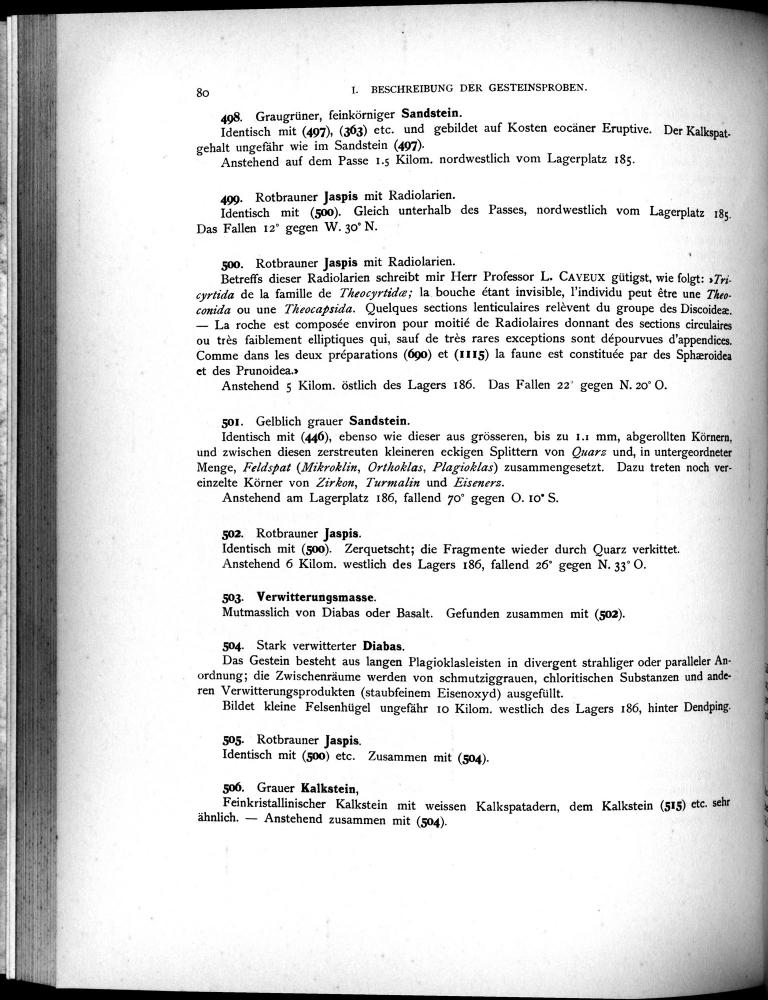 80 I. BESCHREIBUNG DER GESTEINSPROBEN.
498. Graugrüner, feinkörniger Sandstein.
Identisch mit (497), (363) etc. und gebildet auf Kosten eocäner Eruptive. Der Kalkspat-
gehalt ungefähr wie im Sandstein (497).
Anstehend auf dem Passe 1.5 Kilom. nordwestlich vom Lagerplatz 185.
499. Rotbrauner Jaspis mit Radiolarien.
Identisch mit (500). Gleich unterhalb des Passes, nordwestlich vom Lagerplatz 185.
Das Fallen 12° gegen W. 30° N.
500. Rotbrauner Jaspis mit Radiolarien.
Betreffs dieser Radiolarien schreibt mir Herr Professor L. CAYEUX gütigst, wie folgt: »Tri-
cyrtida de la famille de Theocyrtidæ; la bouche étant invisible, l'individu peut être une Theo-
conida ou une Theocapsida. Quelques sections lenticulaires relèvent du groupe des Discoideæ.
— La roche est composée environ pour moitié de Radiolaires donnant des sections circulaires
ou très faiblement elliptiques qui, sauf de très rares exceptions sont dépourvues d'appendices.
Comme dans les deux préparations (690) et (1115) la faune est constituée par des Sphæroidea
et des Prunoidea.»
Anstehend 5 Kilom. östlich des Lagers 186. Das Fallen 22° gegen N. 20° O.
501. Gelblich grauer Sandstein.
Identisch mit (446), ebenso wie dieser aus grösseren, bis zu 1.1 mm, abgerollten Körnern,
und zwischen diesen zerstreuten kleineren eckigen Splittern von Quarz und, in untergeordneter
Menge, Feldspat (Mikroklin, Orthoklas, Plagioklas) zusammengesetzt. Dazu treten noch ver-
einzelte Körner von Zirkon, Turmalin und Eisenerz.
Anstehend am Lagerplatz 186, fallend 70° gegen O. 10° S.
502. Rotbrauner Jaspis.
Identisch mit (500). Zerquetscht; die Fragmente wieder durch Quarz verkittet.
Anstehend 6 Kilom. westlich des Lagers 186, fallend 26° gegen N. 33° O.
503. Verwitterungsmasse.
Mutmasslich von Diabas oder Basalt. Gefunden zusammen mit (502).
504. Stark verwitterter Diabas.
Das Gestein besteht aus langen Plagioklasleisten in divergent strahliger oder paralleler An-
ordnung; die Zwischenräume werden von schmutziggrauen, chloritischen Substanzen und ande-
ren Verwitterungsprodukten (staubfeinem Eisenoxyd) ausgefüllt.
Bildet kleine Felsenhügel ungefähr 10 Kilom. westlich des Lagers 186, hinter Dendping.
505. Rotbrauner Jaspis.
Identisch mit (500) etc. Zusammen mit (504).
506. Grauer Kalkstein,
Feinkristallinischer Kalkstein mit weissen Kalkspatadern, dem Kalkstein (515) etc. sehr
ähnlich. — Anstehend zusammen mit (504).